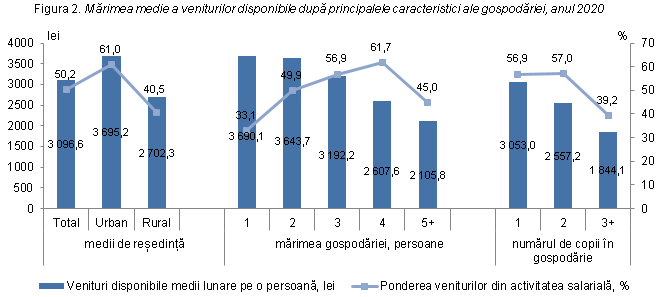 Figura 2. Mărimea medie a veniturilor disponibile după principalele caracteristici ale gospodăriei, anul 2020
lei %
4000 70
3500 60
3000 50
2500 40
2000 30
1500 20
1000 10
500 0
0
50,2 61,0 40,5 33,1 49,9 56,9 61,7 45,0 56,9 57,0 39,2
3 096,6 3 695,2 2 702,3 3 690,1 3 643,7 3 192,2 2 607,6 2 105,8 3 053,0 2 557,2 1 844,1
Total Urban Rural 1 2 3 4 5+ 1 2 3+
medii de reședință mărimea gospodăriei, persoane numărul de copii în
gospodărie
Venituri disponibile medii lunare pe o persoană, lei Ponderea veniturilor din activitatea salarială, %